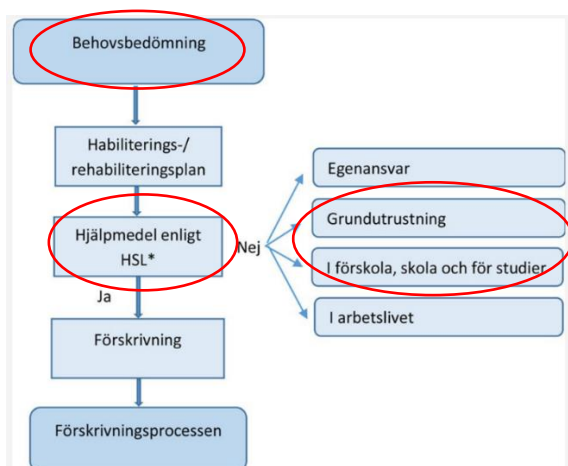 Behovsbedömning
Habiliterings-/
rehabiliteringsplan
Hjälpmedel enligt
HSL*
Nej
Egenansvar
Grundutrustning
I förskola, skola och för studier
I arbetslivet
Ja
Förskrivning
Förskrivningsprocessen